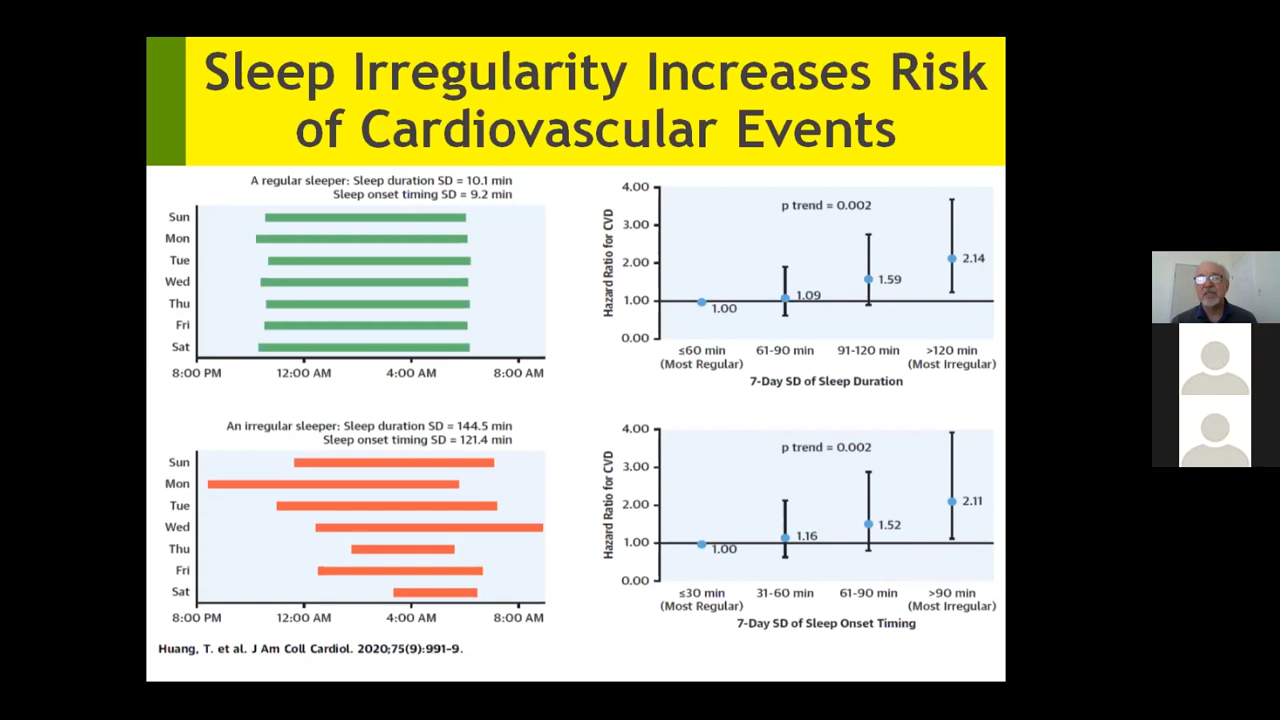 Sleep Irregularity Increases Risk
of Cardiovascular Events
A regular sleeper: Sleep duration SD = 10.1 min
Sleep onset timing SD = 9.2 min
Sun
Mon
Tue
Wed
Thu
Fri
Sat
8:00 PM 12:00 AM 4:00 AM 8:00 AM
An irregular sleeper: Sleep duration SD = 144.5 min
Sleep onset timing SD = 121.4 min
Sun
Mon
Tue
Wed
Thu
Fri
Sat
8:00 PM 12:00 AM 4:00 AM 8:00 AM
Huang, T. et al. J Am Coll Cardiol. 2020;75(9):991-9.
Hazard Ratio for CVD
4.00
3.00
2.00
1.00
0.00
p trend = 0.002
1.00
1.09
1.59
2.14
≤60 min 61-90 min 91-120 min >120 min
(Most Regular) (Most Irregular)
7-Day SD of Sleep Duration
Hazard Ratio for CVD
4.00
3.00
2.00
1.00
0.00
p trend = 0.002
1.00
1.16
1.52
2.11
≤30 min 31-60 min 61-90 min >90 min
(Most Regular) (Most Irregular)
7-Day SD of Sleep Onset Timing